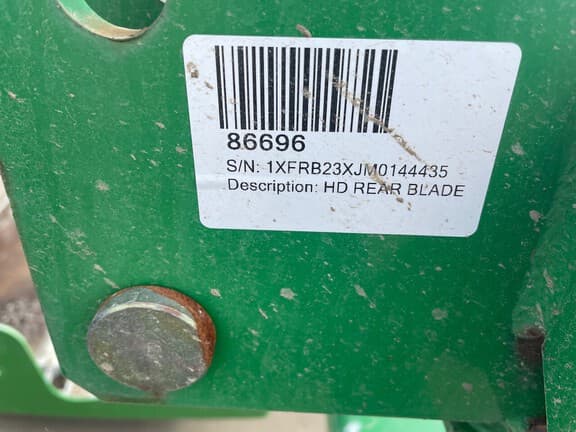 86696
S/N: 1XFRB23XJM0144435
Description: HD REAR BLADE